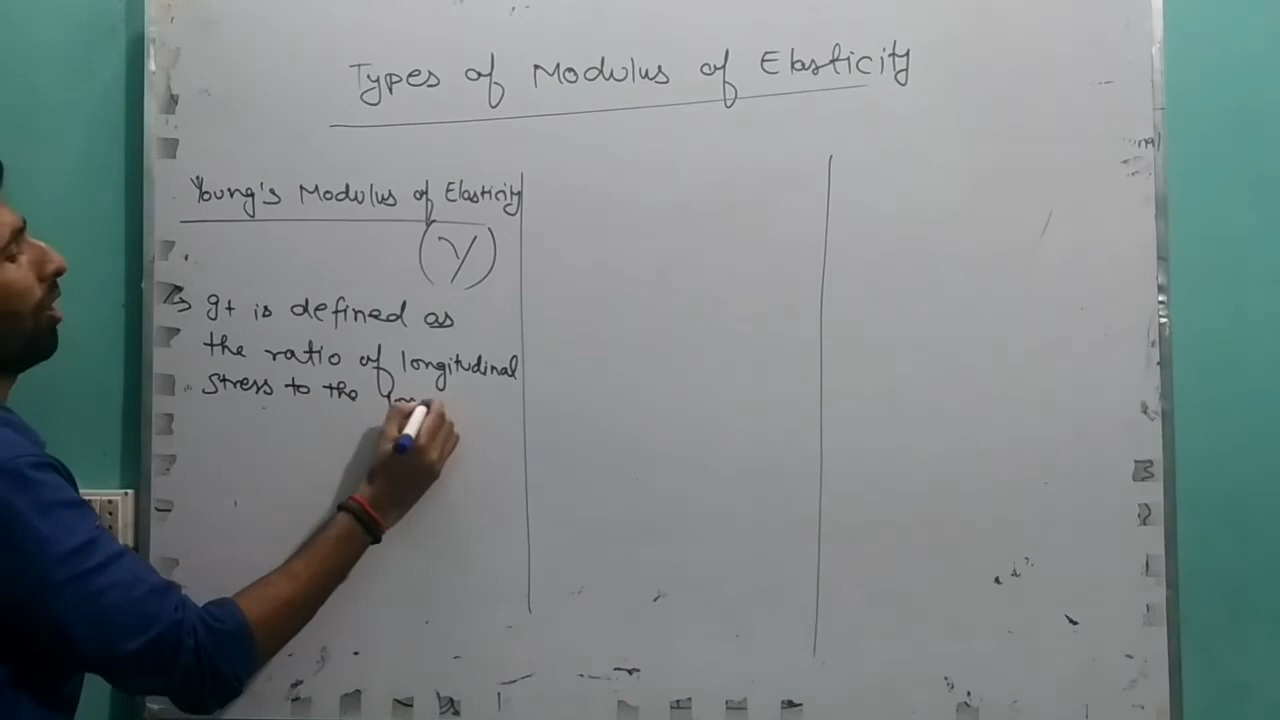 Types of Modulus of Elasticity
Young's Modulus of Elasticity
(Y)
It is defined as
the ratio of longitudinal
stress to the